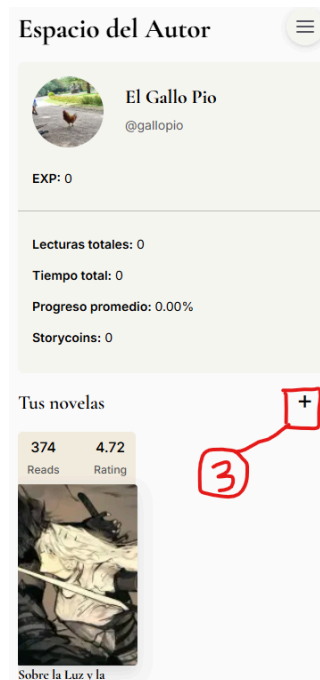 Espacio del Autor
El Gallo Pio
@gallopio
EXP: 0
Lecturas totales: 0
Tiempo total: 0
Progreso promedio: 0.00%
Storycoins: 0
Tus novelas
+
374 4.72
Reads Rating
3
Sobre la Luz y la